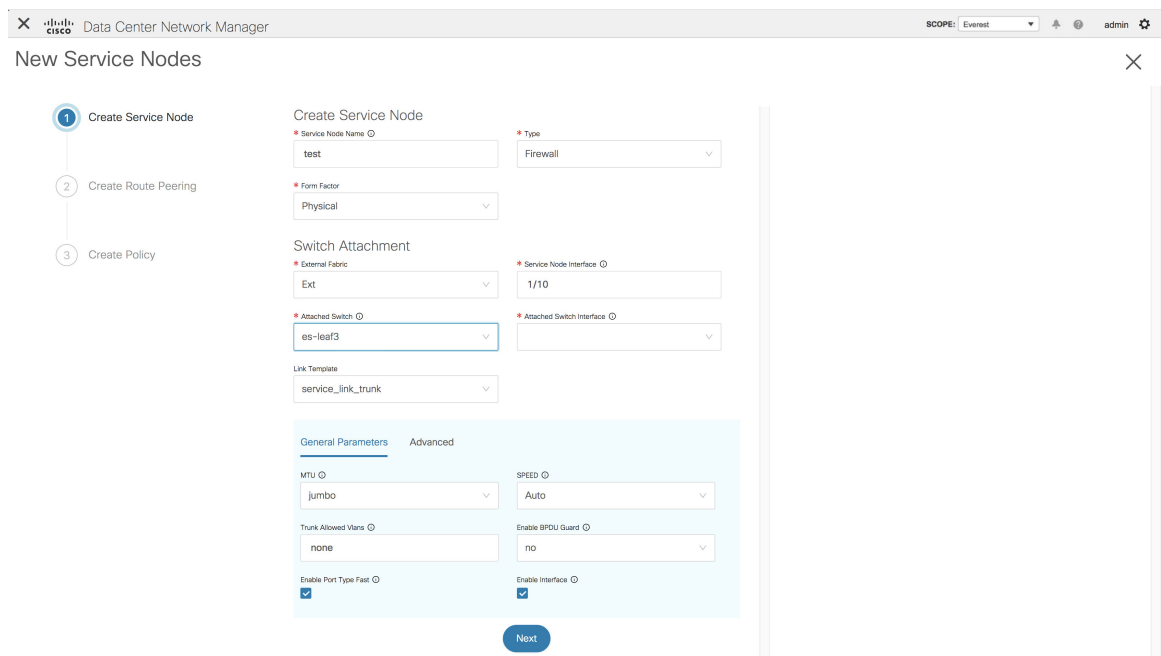 CISCO Data Center Network Manager SCOPE: Everest admin
New Service Nodes
1 Create Service Node
2 Create Route Peering
3 Create Policy
Create Service Node
* Service Node Name * Type
test Firewall
* Form Factor
Physical
Switch Attachment
* External Fabric * Service Node Interface
Ext 1/10
* Attached Switch * Attached Switch Interface
es-leaf3
Link Template
service_link_trunk
General Parameters Advanced
MTU SPEED
jumbo Auto
Trunk Allowed Vlans Enable BPDU Guard
none no
Enable Port Type Fast Enable Interface
Next